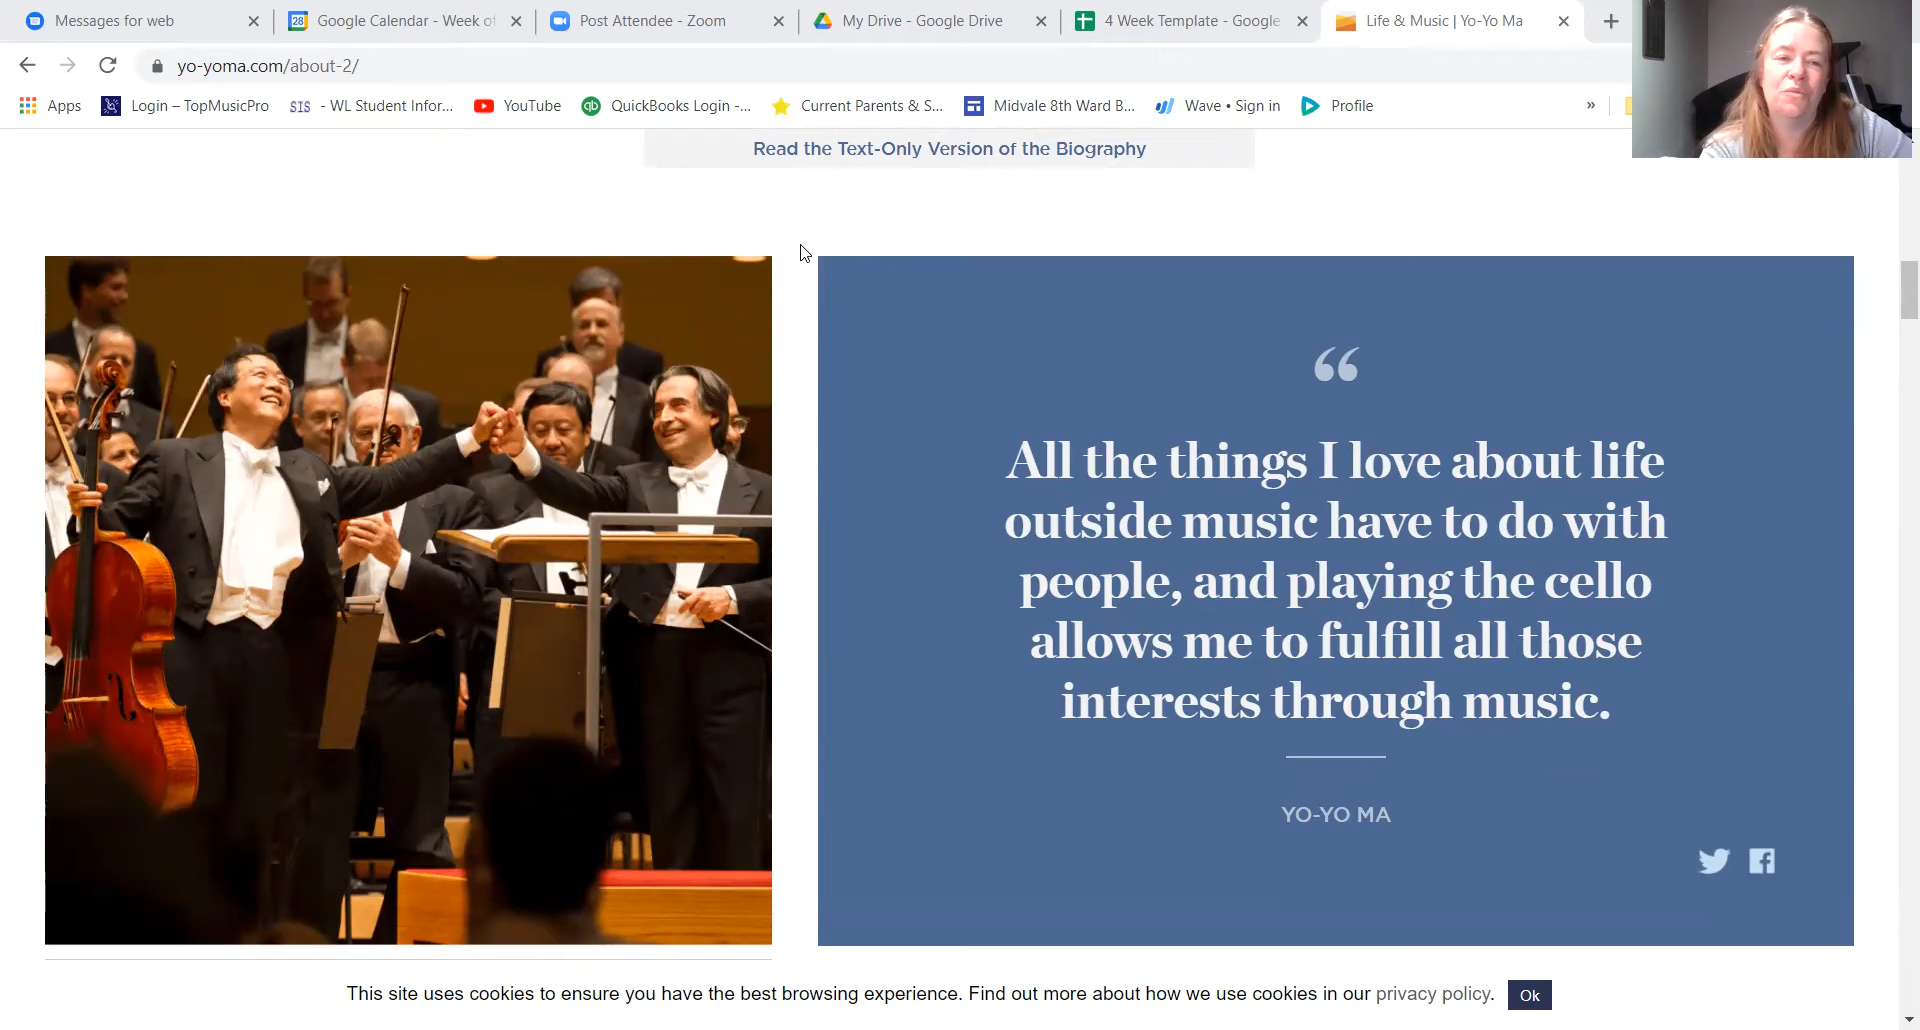 Messages for web
Google Calendar - Week of
Post Attendee - Zoom
My Drive - Google Drive
4 Week Template - Google
Life & Music | Yo-Yo Ma
yo-yoma.com/about-2/
Apps
Login – TopMusicPro
SIS - WL Student Infor...
YouTube
qb QuickBooks Login -...
Current Parents & S...
Midvale 8th Ward B...
Wave • Sign in
Profile
»
Read the Text-Only Version of the Biography
“
All the things I love about life
outside music have to do with
people, and playing the cello
allows me to fulfill all those
interests through music.
YO-YO MA
This site uses cookies to ensure you have the best browsing experience. Find out more about how we use cookies in our privacy policy.
Ok